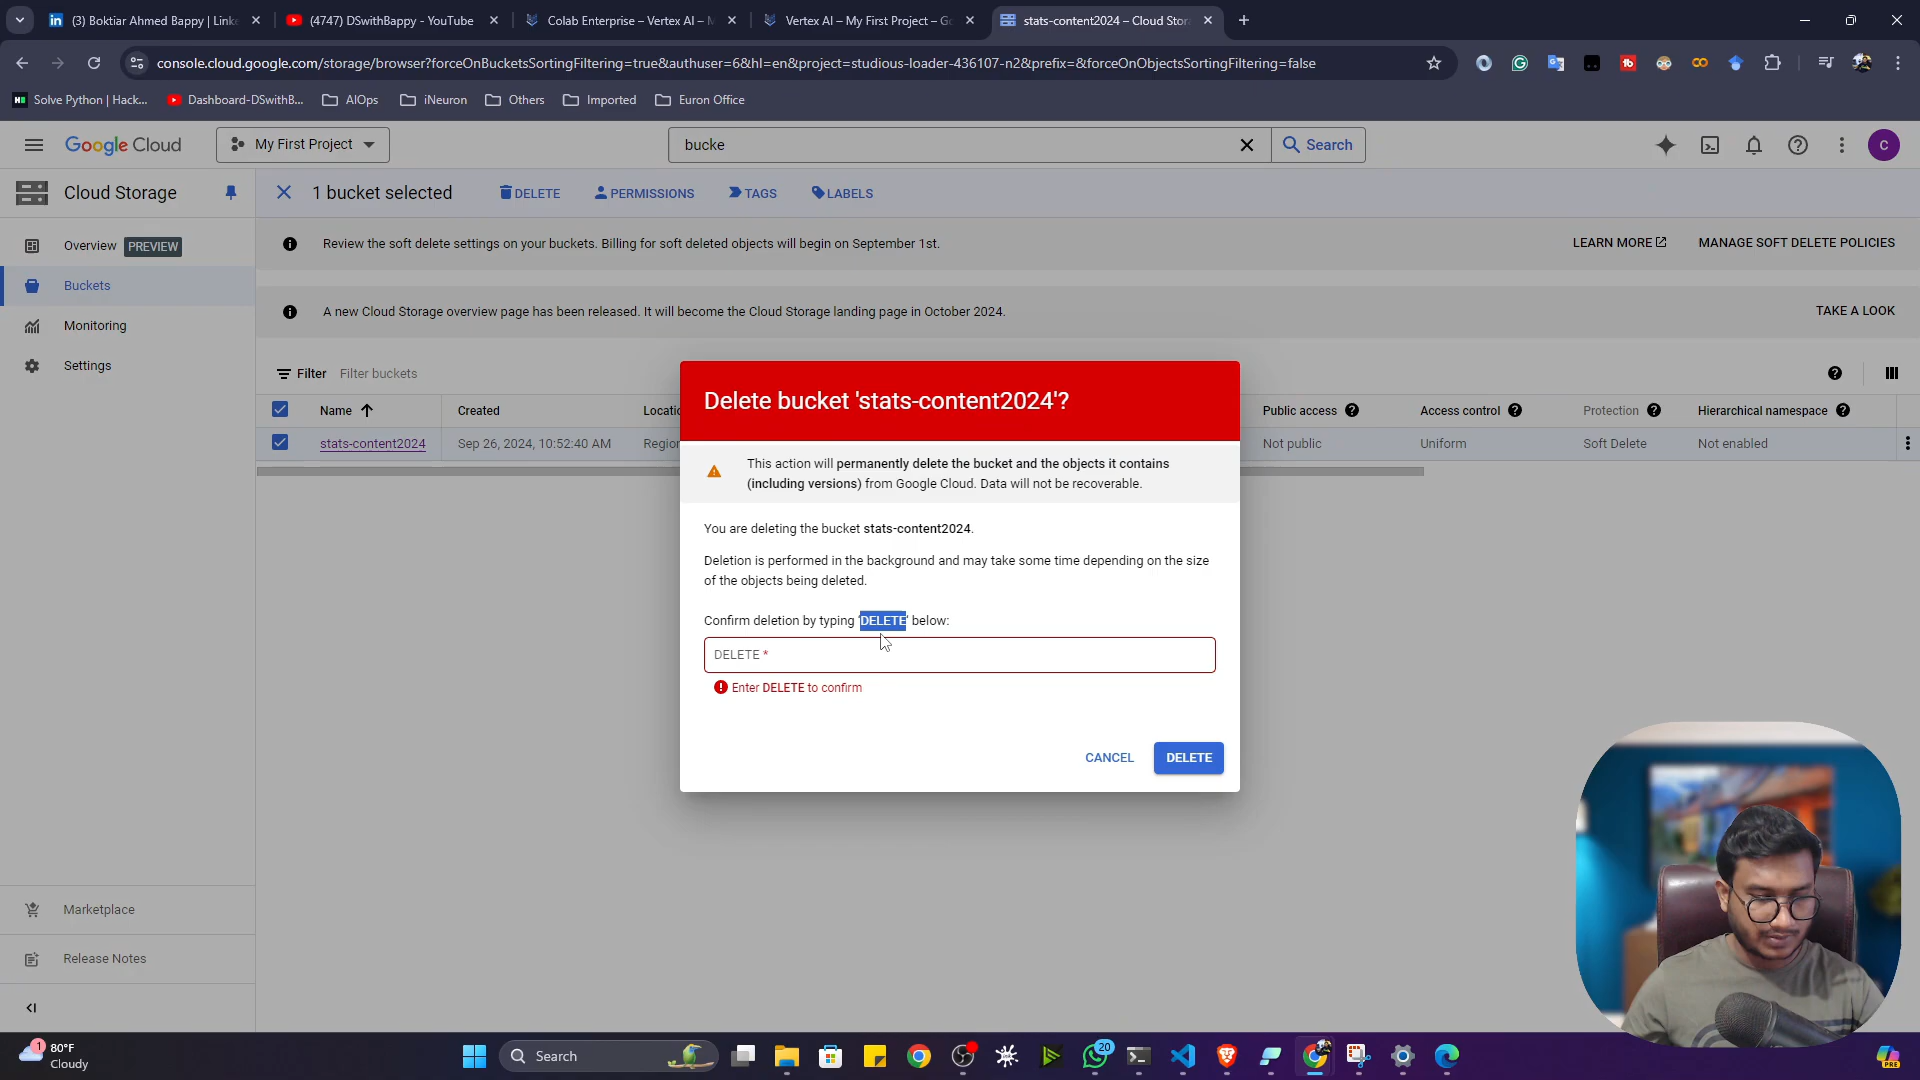 (3) Boktiar Ahmed Bappy | Linke
(4747) DSwithBappy - YouTube
Colab Enterprise – Vertex AI – M
Vertex AI – My First Project – Go
stats-content2024 – Cloud Stor
console.cloud.google.com/storage/browser?forceOnBucketsSortingFiltering=true&authuser=6&hl=en&project=studious-loader-436107-n2&prefix=&forceOnObjectsSortingFiltering=false
Solve Python | Hack...
Dashboard-DSwithB...
AIOps
iNeuron
Others
Imported
Euron Office
Google Cloud
My First Project
bucke
Search
C
Cloud Storage
1 bucket selected
DELETE
PERMISSIONS
TAGS
LABELS
Overview PREVIEW
Buckets
Monitoring
Settings
Review the soft delete settings on your buckets. Billing for soft deleted objects will begin on September 1st.
LEARN MORE
MANAGE SOFT DELETE POLICIES
A new Cloud Storage overview page has been released. It will become the Cloud Storage landing page in October 2024.
TAKE A LOOK
Filter Filter buckets
Name Created Locatio Public access Access control Protection Hierarchical namespace
stats-content2024 Sep 26, 2024, 10:52:40 AM Region Not public Uniform Soft Delete Not enabled
Delete bucket 'stats-content2024'?
This action will permanently delete the bucket and the objects it contains
(including versions) from Google Cloud. Data will not be recoverable.
You are deleting the bucket stats-content2024.
Deletion is performed in the background and may take some time depending on the size
of the objects being deleted.
Confirm deletion by typing 'DELETE' below:
DELETE *
Enter DELETE to confirm
CANCEL
DELETE
Marketplace
Release Notes
1
80°F
Cloudy
Search
20
PRE